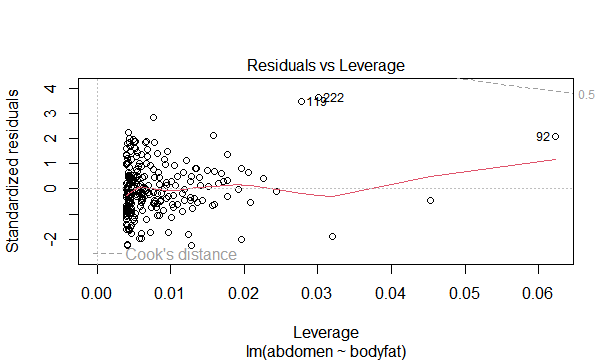 Residuals vs Leverage
Standardized residuals
4
3
2
1
0
-2
119
222
92
0.5
Cook's distance
0.00 0.01 0.02 0.03 0.04 0.05 0.06
Leverage
lm(abdomen ~ bodyfat)